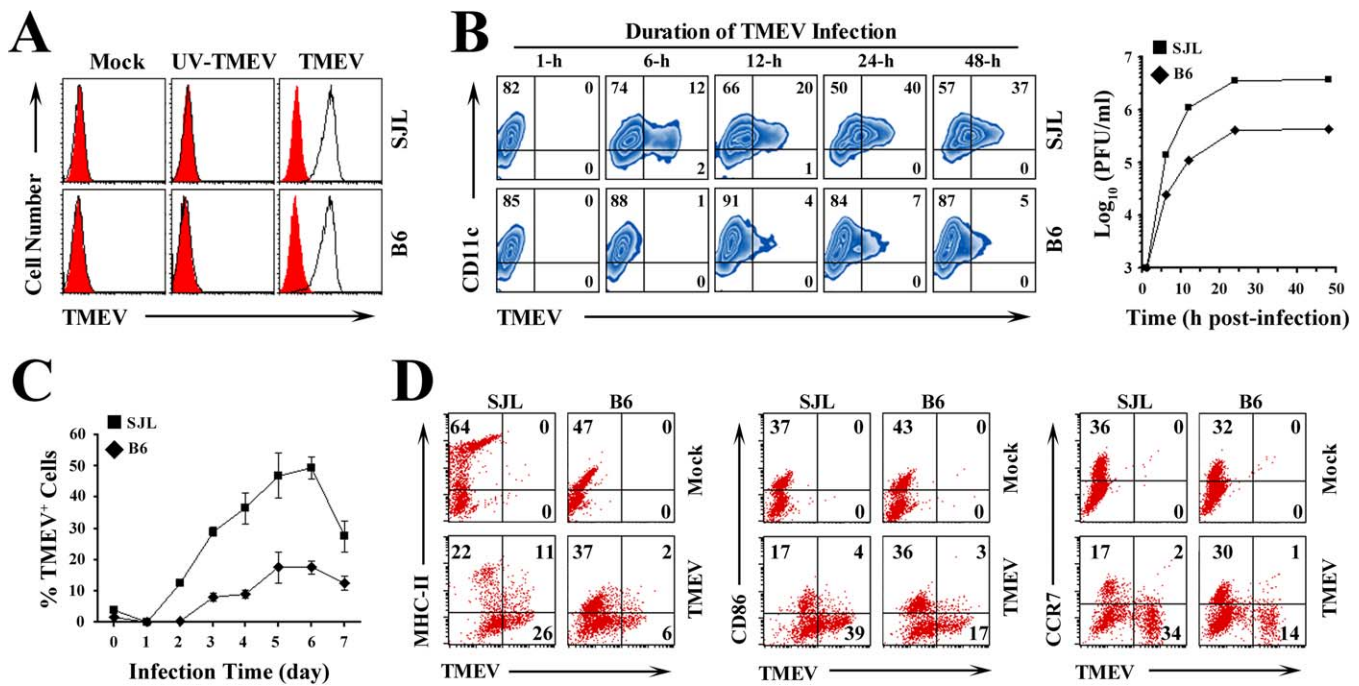 A
Mock UV-TMEV TMEV
Cell Number
SJL
B6
TMEV
B
Duration of TMEV Infection
1-h 6-h 12-h 24-h 48-h
82 0 74 12 66 20 50 40 57 37
0 2 1 0 0
SJL
85 0 88 1 91 4 84 7 87 5
0 0 0 0 0
B6
CD11c
TMEV
SJL
B6
Log10 (PFU/ml)
7
6
5
4
3
0 10 20 30 40 50
Time (h post-infection)
C
SJL
B6
% TMEV+ Cells
60
50
40
30
20
10
0
0 1 2 3 4 5 6 7
Infection Time (day)
D
SJL B6
64 0 47 0
0 0
Mock
22 11 37 2
26 6
TMEV
MHC-II
TMEV
SJL B6
37 0 43 0
0 0
Mock
17 4 36 3
39 17
TMEV
CD86
TMEV
SJL B6
36 0 32 0
0 0
Mock
17 2 30 1
34 14
TMEV
CCR7
TMEV